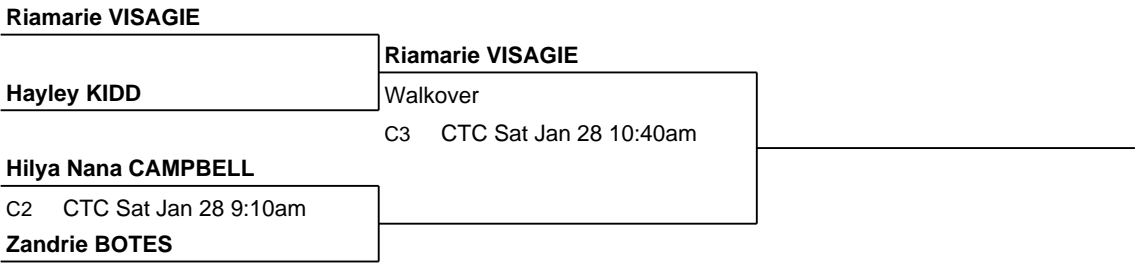 Riamarie VISAGIE
Riamarie VISAGIE
Hayley KIDD
Walkover
C3 CTC Sat Jan 28 10:40am
Hilya Nana CAMPBELL
C2 CTC Sat Jan 28 9:10am
Zandrie BOTES